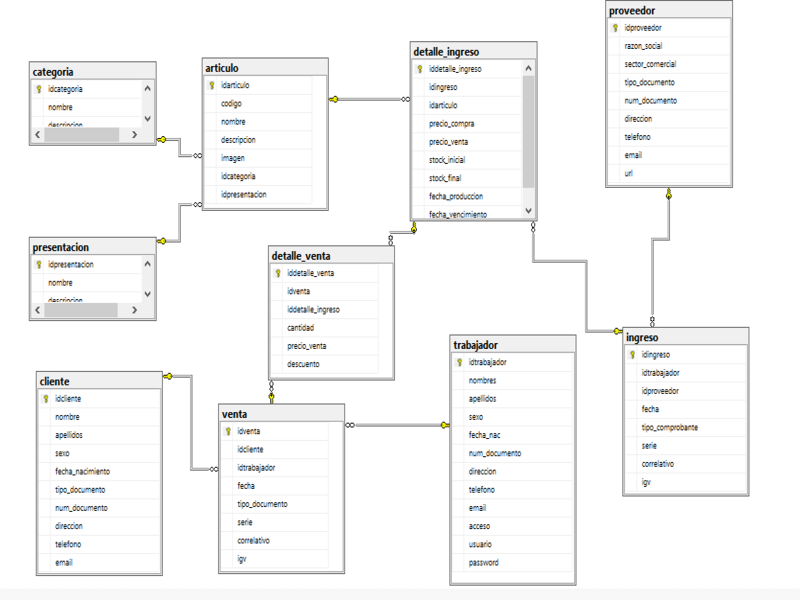 categoria
idcategoria
nombre
descripcion
articulo
idarticulo
codigo
nombre
descripcion
imagen
idcategoria
idpresentacion
detalle_ingreso
iddetalle_ingreso
idingreso
idarticulo
precio_compra
precio_venta
stock_inicial
stock_final
fecha_produccion
fecha_vencimiento
proveedor
idproveedor
razon_social
sector_comercial
tipo_documento
num_documento
direccion
telefono
email
url
presentacion
idpresentacion
nombre
descripcion
detalle_venta
iddetalle_venta
idventa
iddetalle_ingreso
cantidad
precio_venta
descuento
cliente
idcliente
nombre
apellidos
sexo
fecha_nacimiento
tipo_documento
num_documento
direccion
telefono
email
venta
idventa
idcliente
idtrabajador
fecha
tipo_documento
serie
correlativo
igv
trabajador
idtrabajador
nombres
apellidos
sexo
fecha_nac
num_documento
direccion
telefono
email
acceso
usuario
password
ingreso
idingreso
idtrabajador
idproveedor
fecha
tipo_comprobante
serie
correlativo
igv